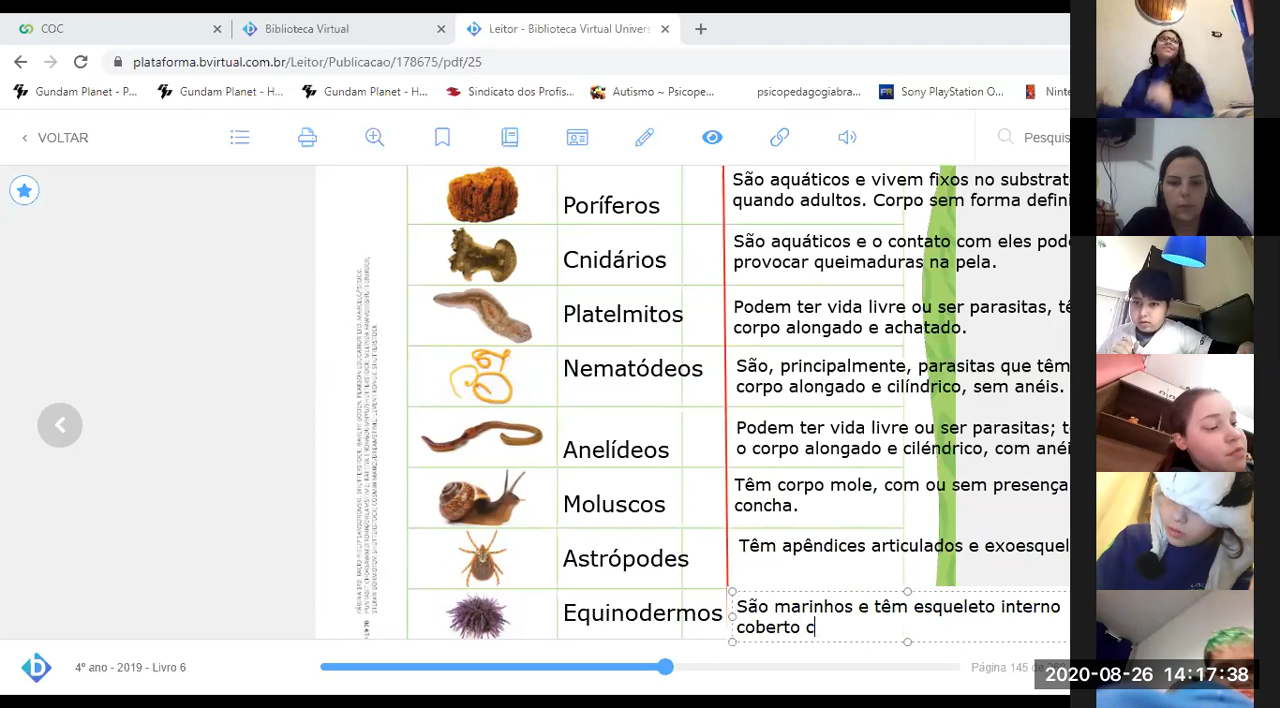 COC
Biblioteca Virtual
Leitor - Biblioteca Virtual Univers
plataforma.bvirtual.com.br/Leitor/Publicacao/178675/pdf/25
Gundam Planet - P...
Gundam Planet - H...
Gundam Planet - H...
Sindicato dos Profis...
Autismo ~ Psicope...
psicopedagogiabra...
Sony PlayStation O...
Ninte
VOLTAR
Pesquis
São aquáticos e vivem fixos no substrat
Poríferos
quando adultos. Corpo sem forma defini
São aquáticos e o contato com eles pod
Cnidários
provocar queimaduras na pela.
Podem ter vida livre ou ser parasitas, tê
Platelmitos
corpo alongado e achatado.
São, principalmente, parasitas que têm
Nematódeos
corpo alongado e cilíndrico, sem anéis.
Podem ter vida livre ou ser parasitas; t
Anelídeos
o corpo alongado e ciléndrico, com anéi
Têm corpo mole, com ou sem presença
Moluscos
concha.
Têm apêndices articulados e exoesquel
Astrópodes
São marinhos e têm esqueleto interno
Equinodermos
coberto c
4º ano - 2019 - Livro 6
Página 145 de
2020-08-26 14:17:38